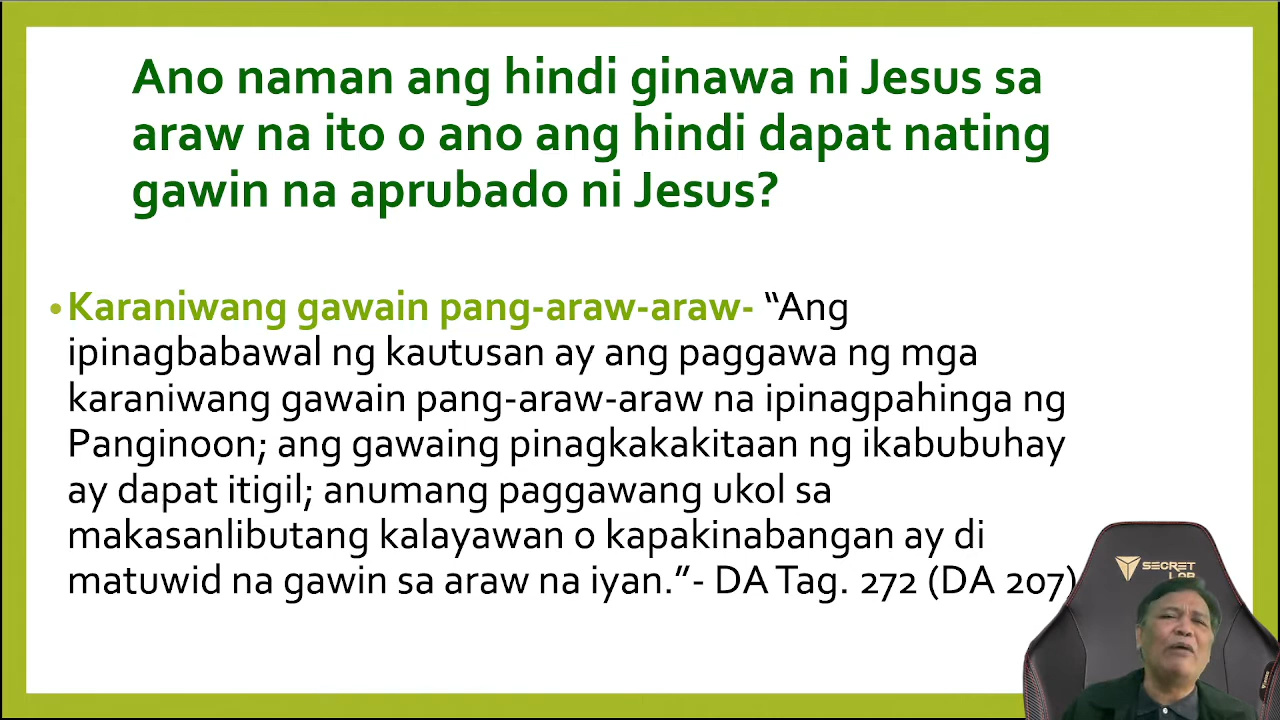 Ano naman ang hindi ginawa ni Jesus sa
araw na ito o ano ang hindi dapat nating
gawin na aprubado ni Jesus?
•Karaniwang gawain pang-araw-araw- “Ang
ipinagbabawal ng kautusan ay ang paggawa ng mga
karaniwang gawain pang-araw-araw na ipinagpahinga ng
Panginoon; ang gawaing pinagkakakitaan ng ikabubuhay
ay dapat itigil; anumang paggawang ukol sa
makasanlibutang kalayawan o kapakinabangan ay di
matuwid na gawin sa araw na iyan.”- DA Tag. 272 (DA 207)
SECRET
LAB